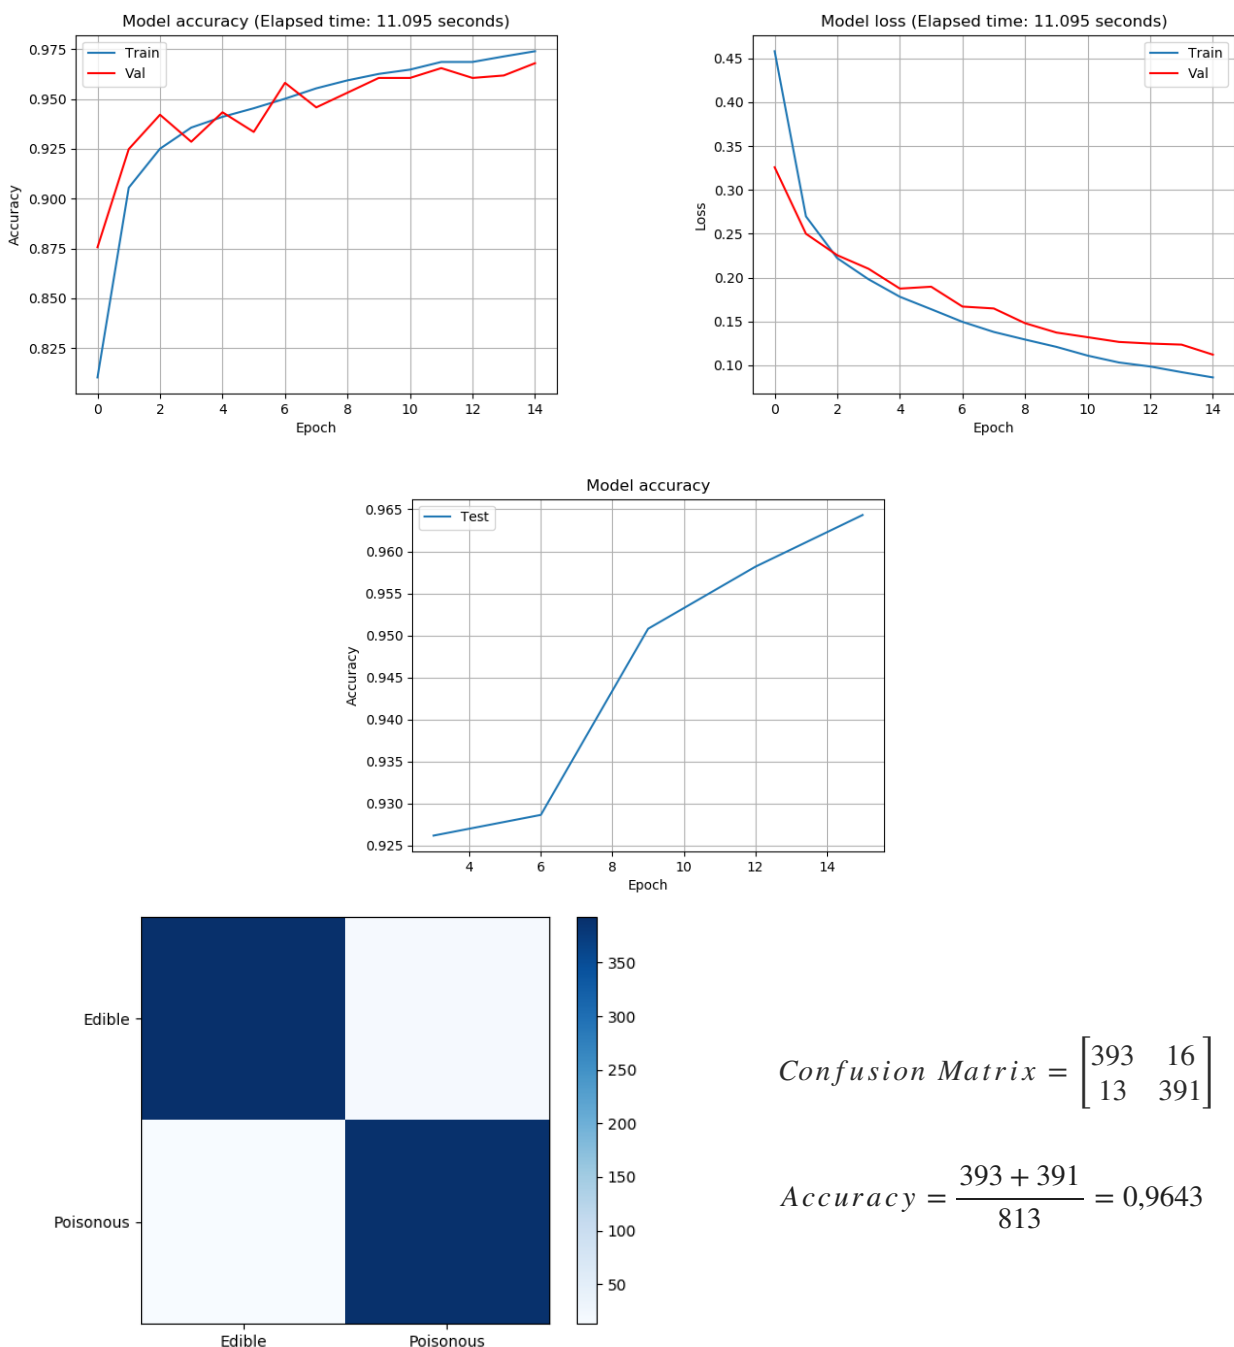 Model accuracy (Elapsed time: 11.095 seconds)
Train
Val
0.975
0.950
0.925
0.900
0.875
0.850
0.825
Accuracy
0 2 4 6 8 10 12 14
Epoch
Model loss (Elapsed time: 11.095 seconds)
Train
Val
0.45
0.40
0.35
0.30
0.25
0.20
0.15
0.10
Loss
0 2 4 6 8 10 12 14
Epoch
Model accuracy
Test
0.965
0.960
0.955
0.950
0.945
0.940
0.935
0.930
0.925
Accuracy
4 6 8 10 12 14
Epoch
Edible
Poisonous
Edible Poisonous
350
300
250
200
150
100
50
Confusion Matrix = [393 16
13 391]
Accuracy = 393 + 391 / 813 = 0,9643